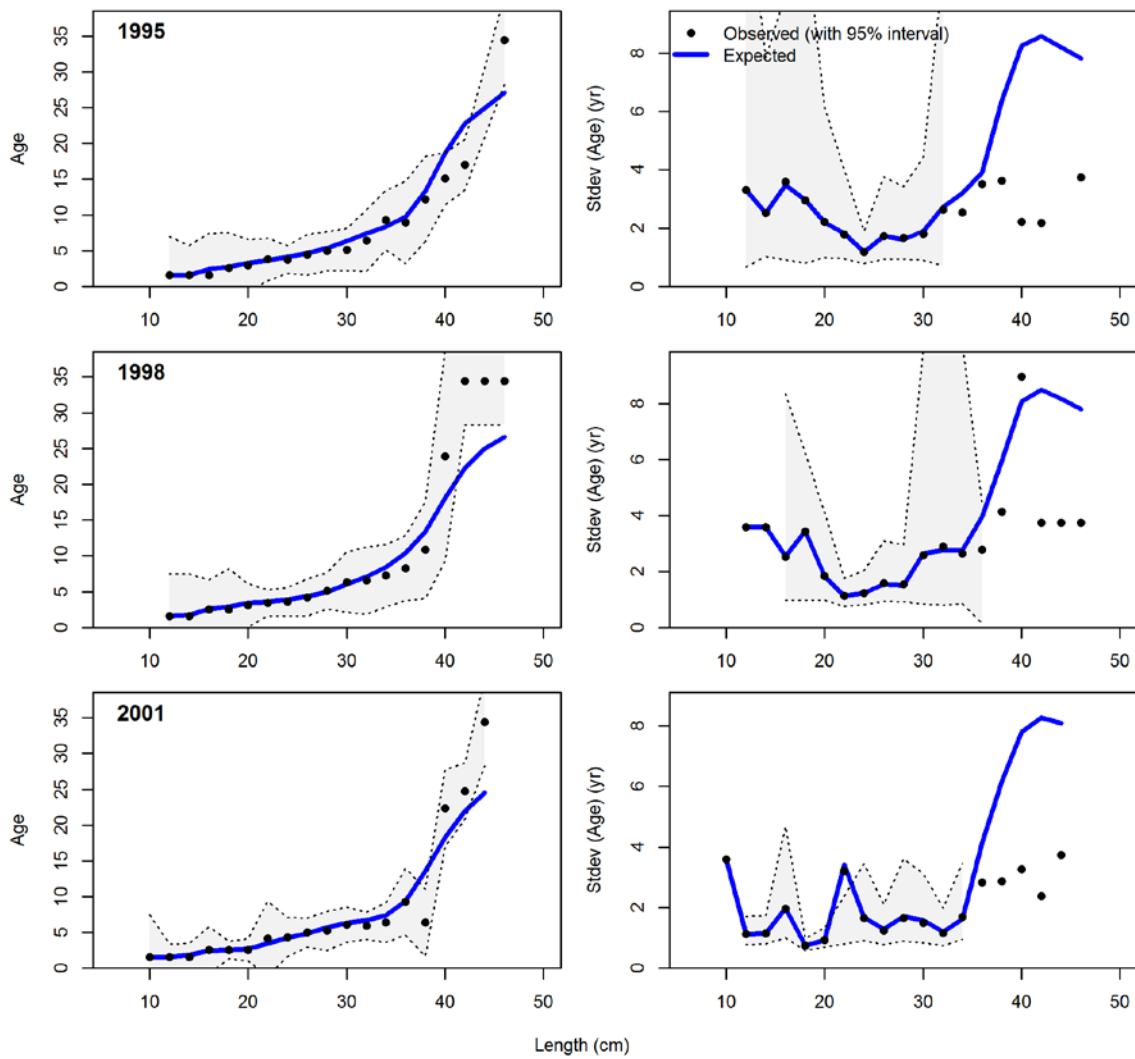 1995
Age
0 5 10 15 20 25 30 35
10 20 30 40 50
Observed (with 95% interval)
Expected
Stdev (Age) (yr)
0 2 4 6 8
10 20 30 40 50
1998
Age
0 5 10 15 20 25 30 35
10 20 30 40 50
Stdev (Age) (yr)
0 2 4 6 8
10 20 30 40 50
2001
Age
0 5 10 15 20 25 30 35
10 20 30 40 50
Stdev (Age) (yr)
0 2 4 6 8
10 20 30 40 50
Length (cm)